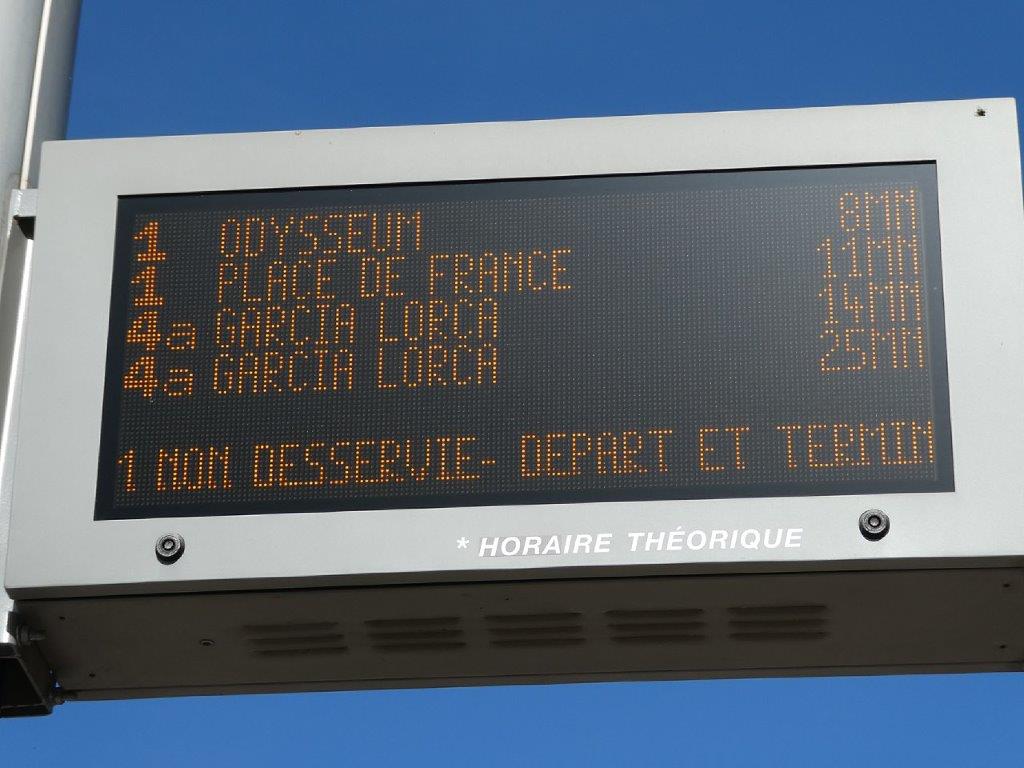 1 ODYSSEUM 8MN
1 PLACE DE FRANCE 11MN
4a GARCIA LORCA 14MN
4a GARCIA LORCA 25MN
1 NON DESSERVIE- DEPART ET TERMIN
* HORAIRE THÉORIQUE